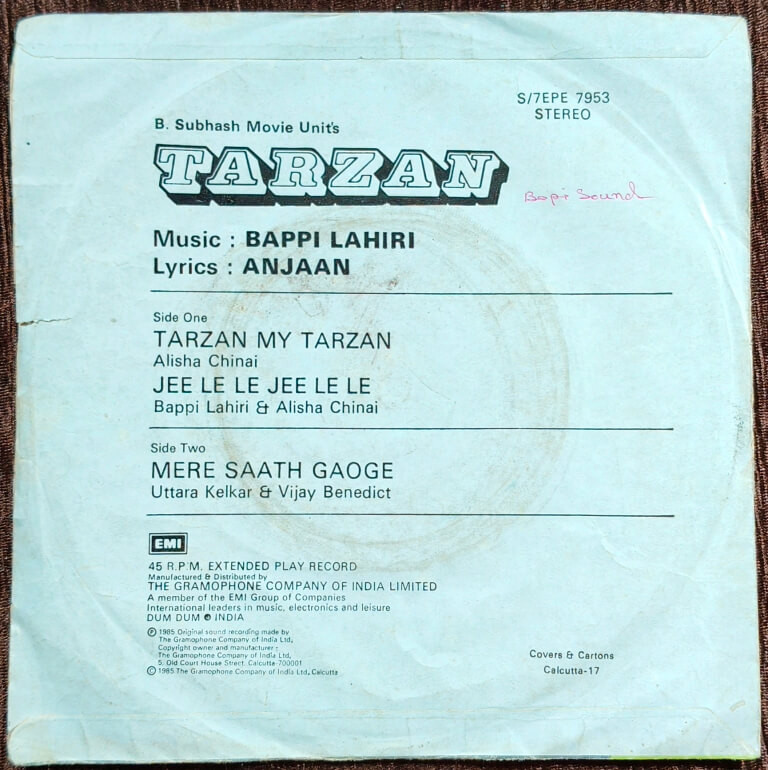 S/7EPE 7953
STEREO
B. Subhash Movie Unit's
TARZAN
Bapi Sound
Music : BAPPI LAHIRI
Lyrics : ANJAAN
Side One
TARZAN MY TARZAN
Alisha Chinai
JEE LE LE JEE LE LE
Bappi Lahiri & Alisha Chinai
Side Two
MERE SAATH GAOGE
Uttara Kelkar & Vijay Benedict
EMI
45 R.P.M. EXTENDED PLAY RECORD
Manufactured & Distributed by
THE GRAMOPHONE COMPANY OF INDIA LIMITED
A member of the EMI Group of Companies
International leaders in music, electronics and leisure
DUM DUM INDIA
Ⓟ 1985 Original sound recording made by
The Gramophone Company of India Ltd,
Copyright owner and manufacturer :
The Gramophone Company of India Ltd.
5, Old Court House Street, Calcutta-700001
© 1985 The Gramophone Company of India Ltd, Calcutta
Covers & Cartons
Calcutta-17